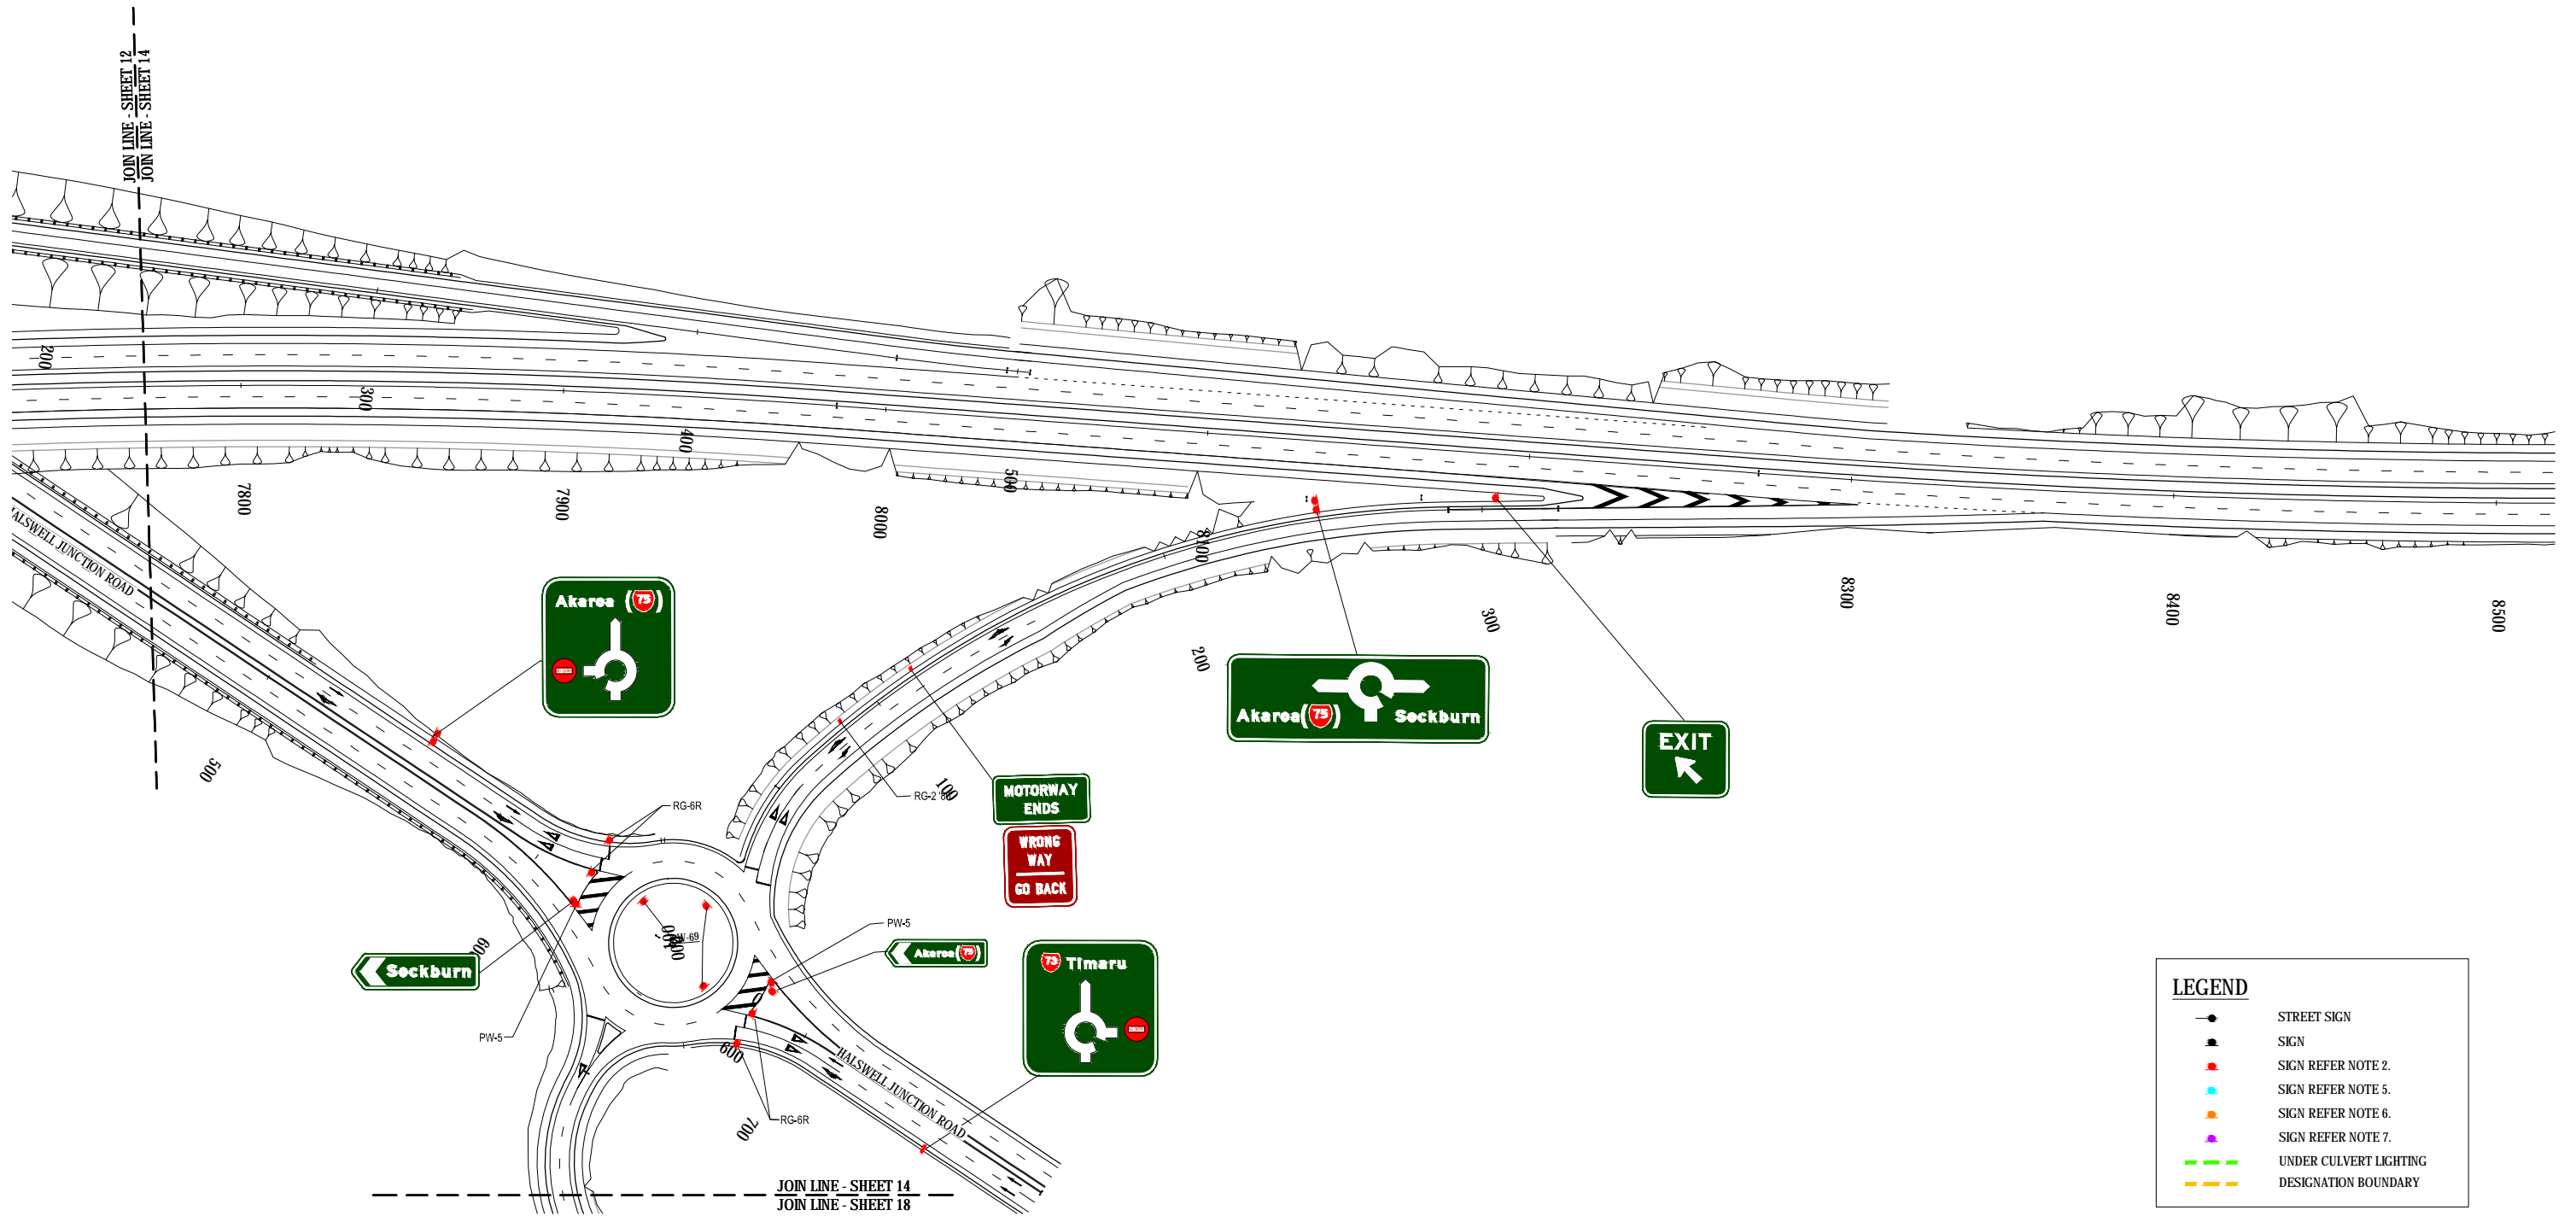 JOIN LINE - SHEET 12
JOIN LINE - SHEET 14
200
300
400
500
7800
7900
8000
8100
8300
8400
8500
300
200
100
HALSWELL JUNCTION ROAD
500
600
Akaroa (75)
Akaroa (75) Sockburn
EXIT
MOTORWAY
ENDS
WRONG
WAY
GO BACK
RG-2
RG-6R
PW-5
Akaroa (75)
Sockburn
73 Timaru
PW-5
RG-6R
600
700
HALSWELL JUNCTION ROAD
JOIN LINE - SHEET 14
JOIN LINE - SHEET 18
LEGEND
STREET SIGN
SIGN
SIGN REFER NOTE 2.
SIGN REFER NOTE 5.
SIGN REFER NOTE 6.
SIGN REFER NOTE 7.
UNDER CULVERT LIGHTING
DESIGNATION BOUNDARY